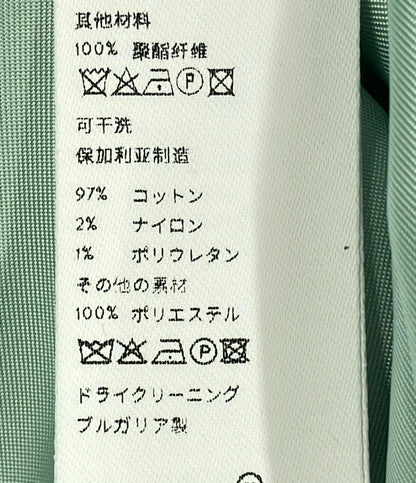 其他材料
100% 聚酯纤维
可干洗
保加利亚制造
97% コットン
2% ナイロン
1% ポリウレタン
その他の素材
100% ポリエステル
ドライクリーニング
ブルガリア製